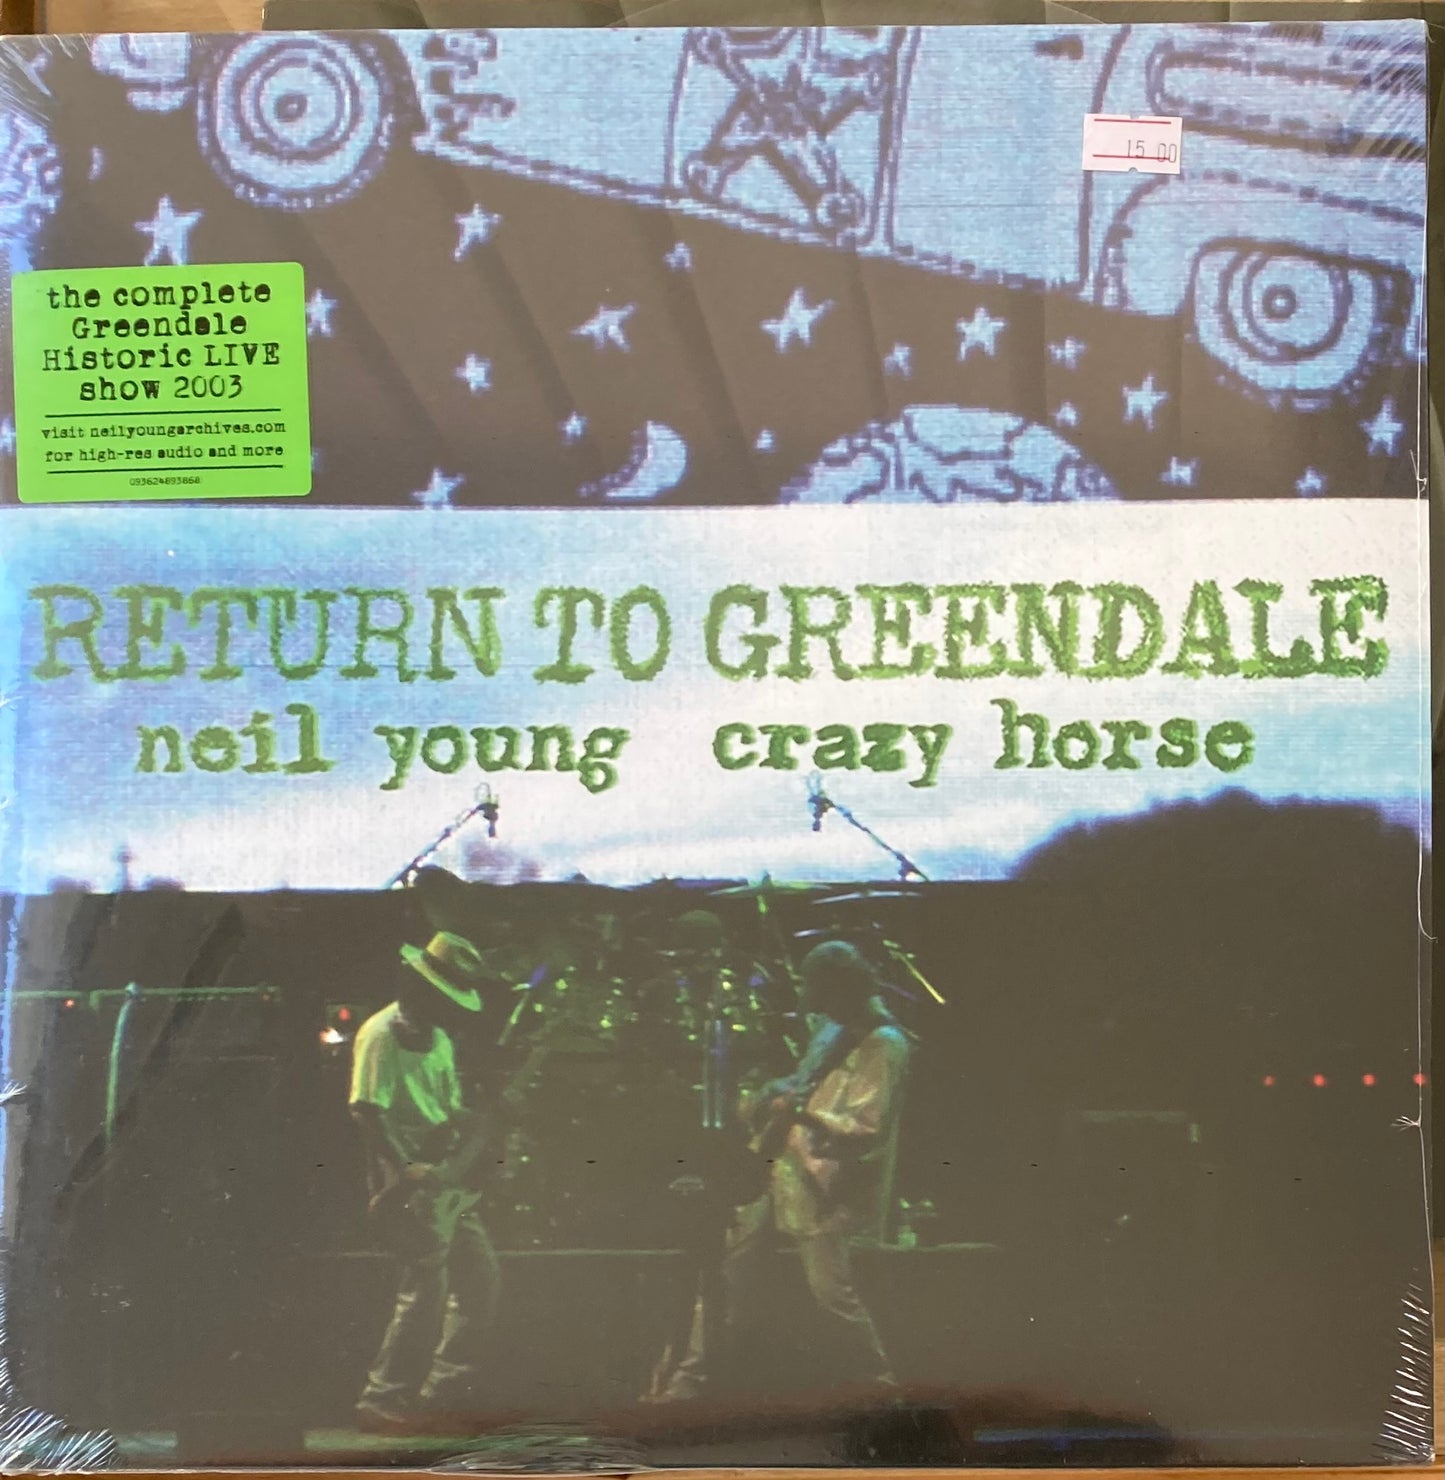 15 00
the complete
Greendale
Historic LIVE
show 2003
visit neilyoungarchives.com
for high-res audio and more
093624893868
RETURN TO GREENDALE
neil young crazy horse